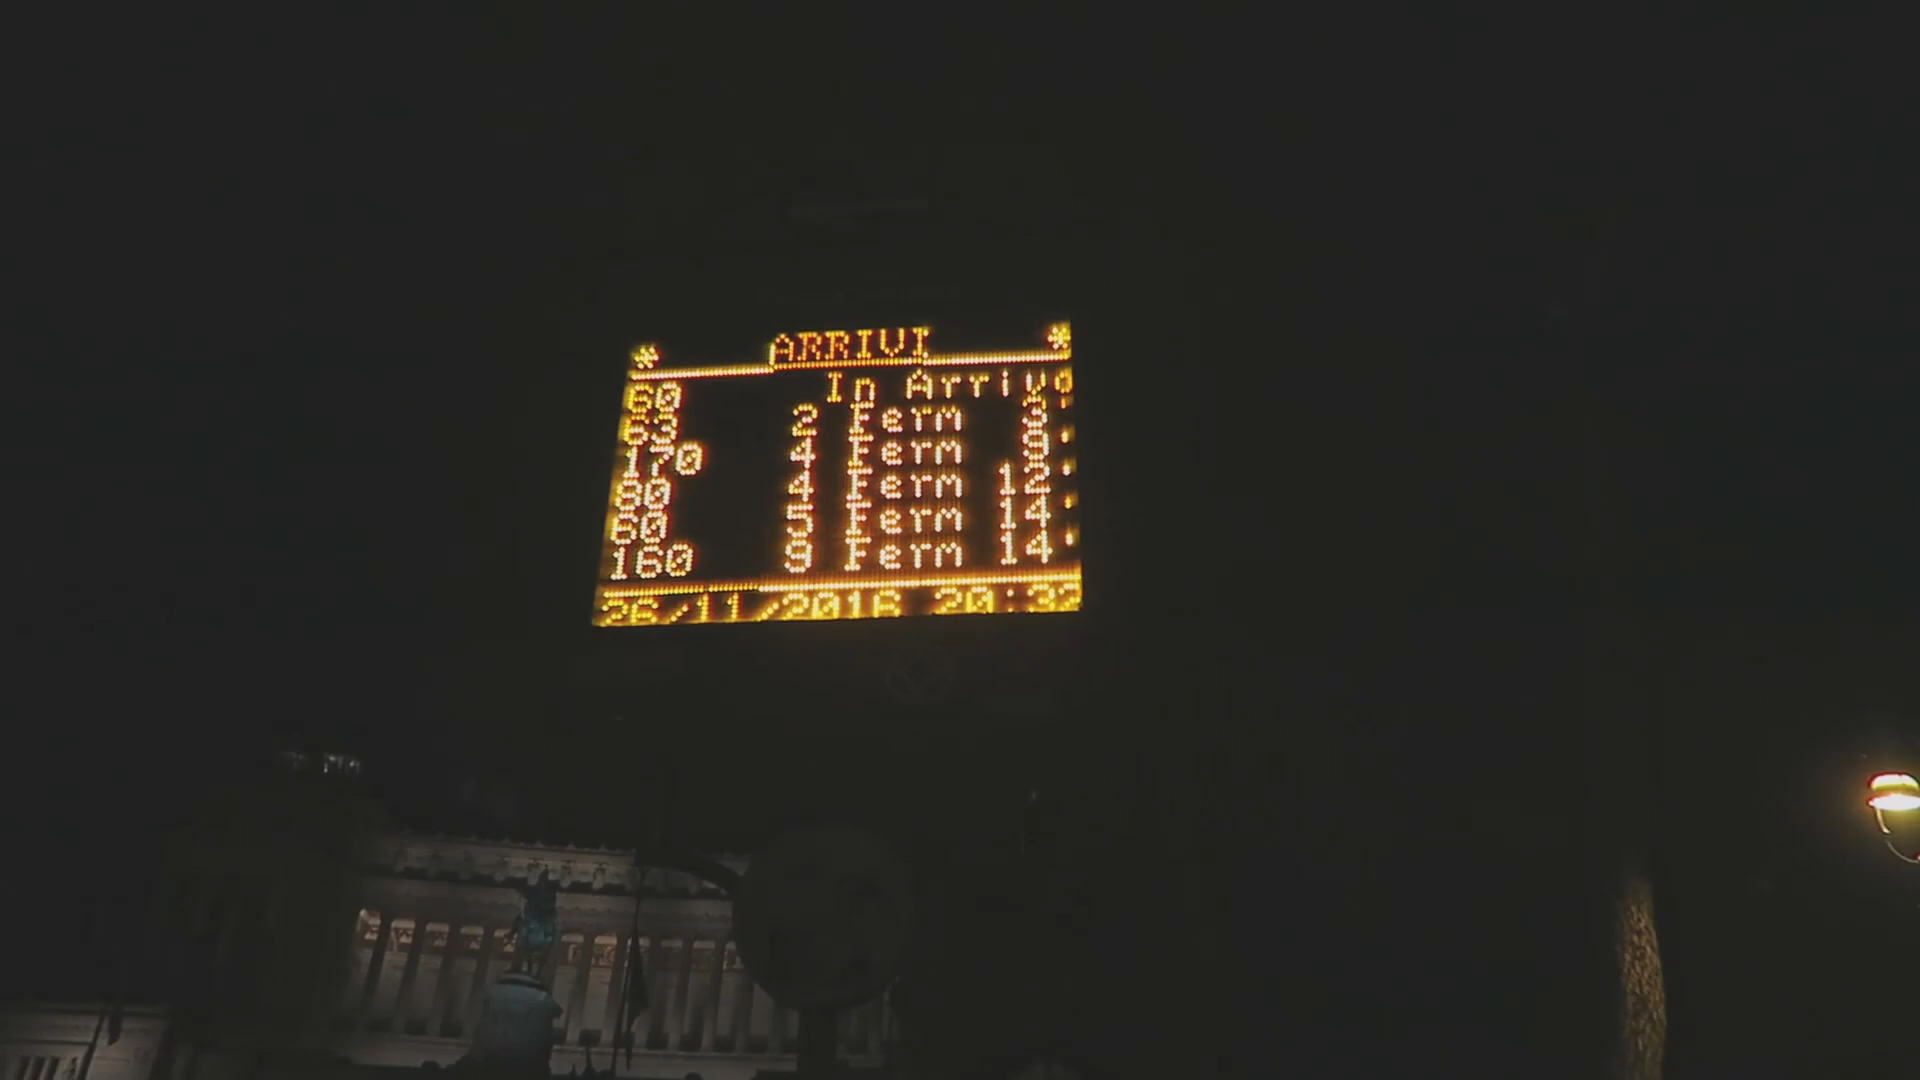 * ARRIVI *
60 In Arrivo
63 2 Ferm 3'
170 4 Ferm 9'
80 4 Ferm 12'
60 5 Ferm 14'
160 9 Ferm 14'
26/11/2016 20:32